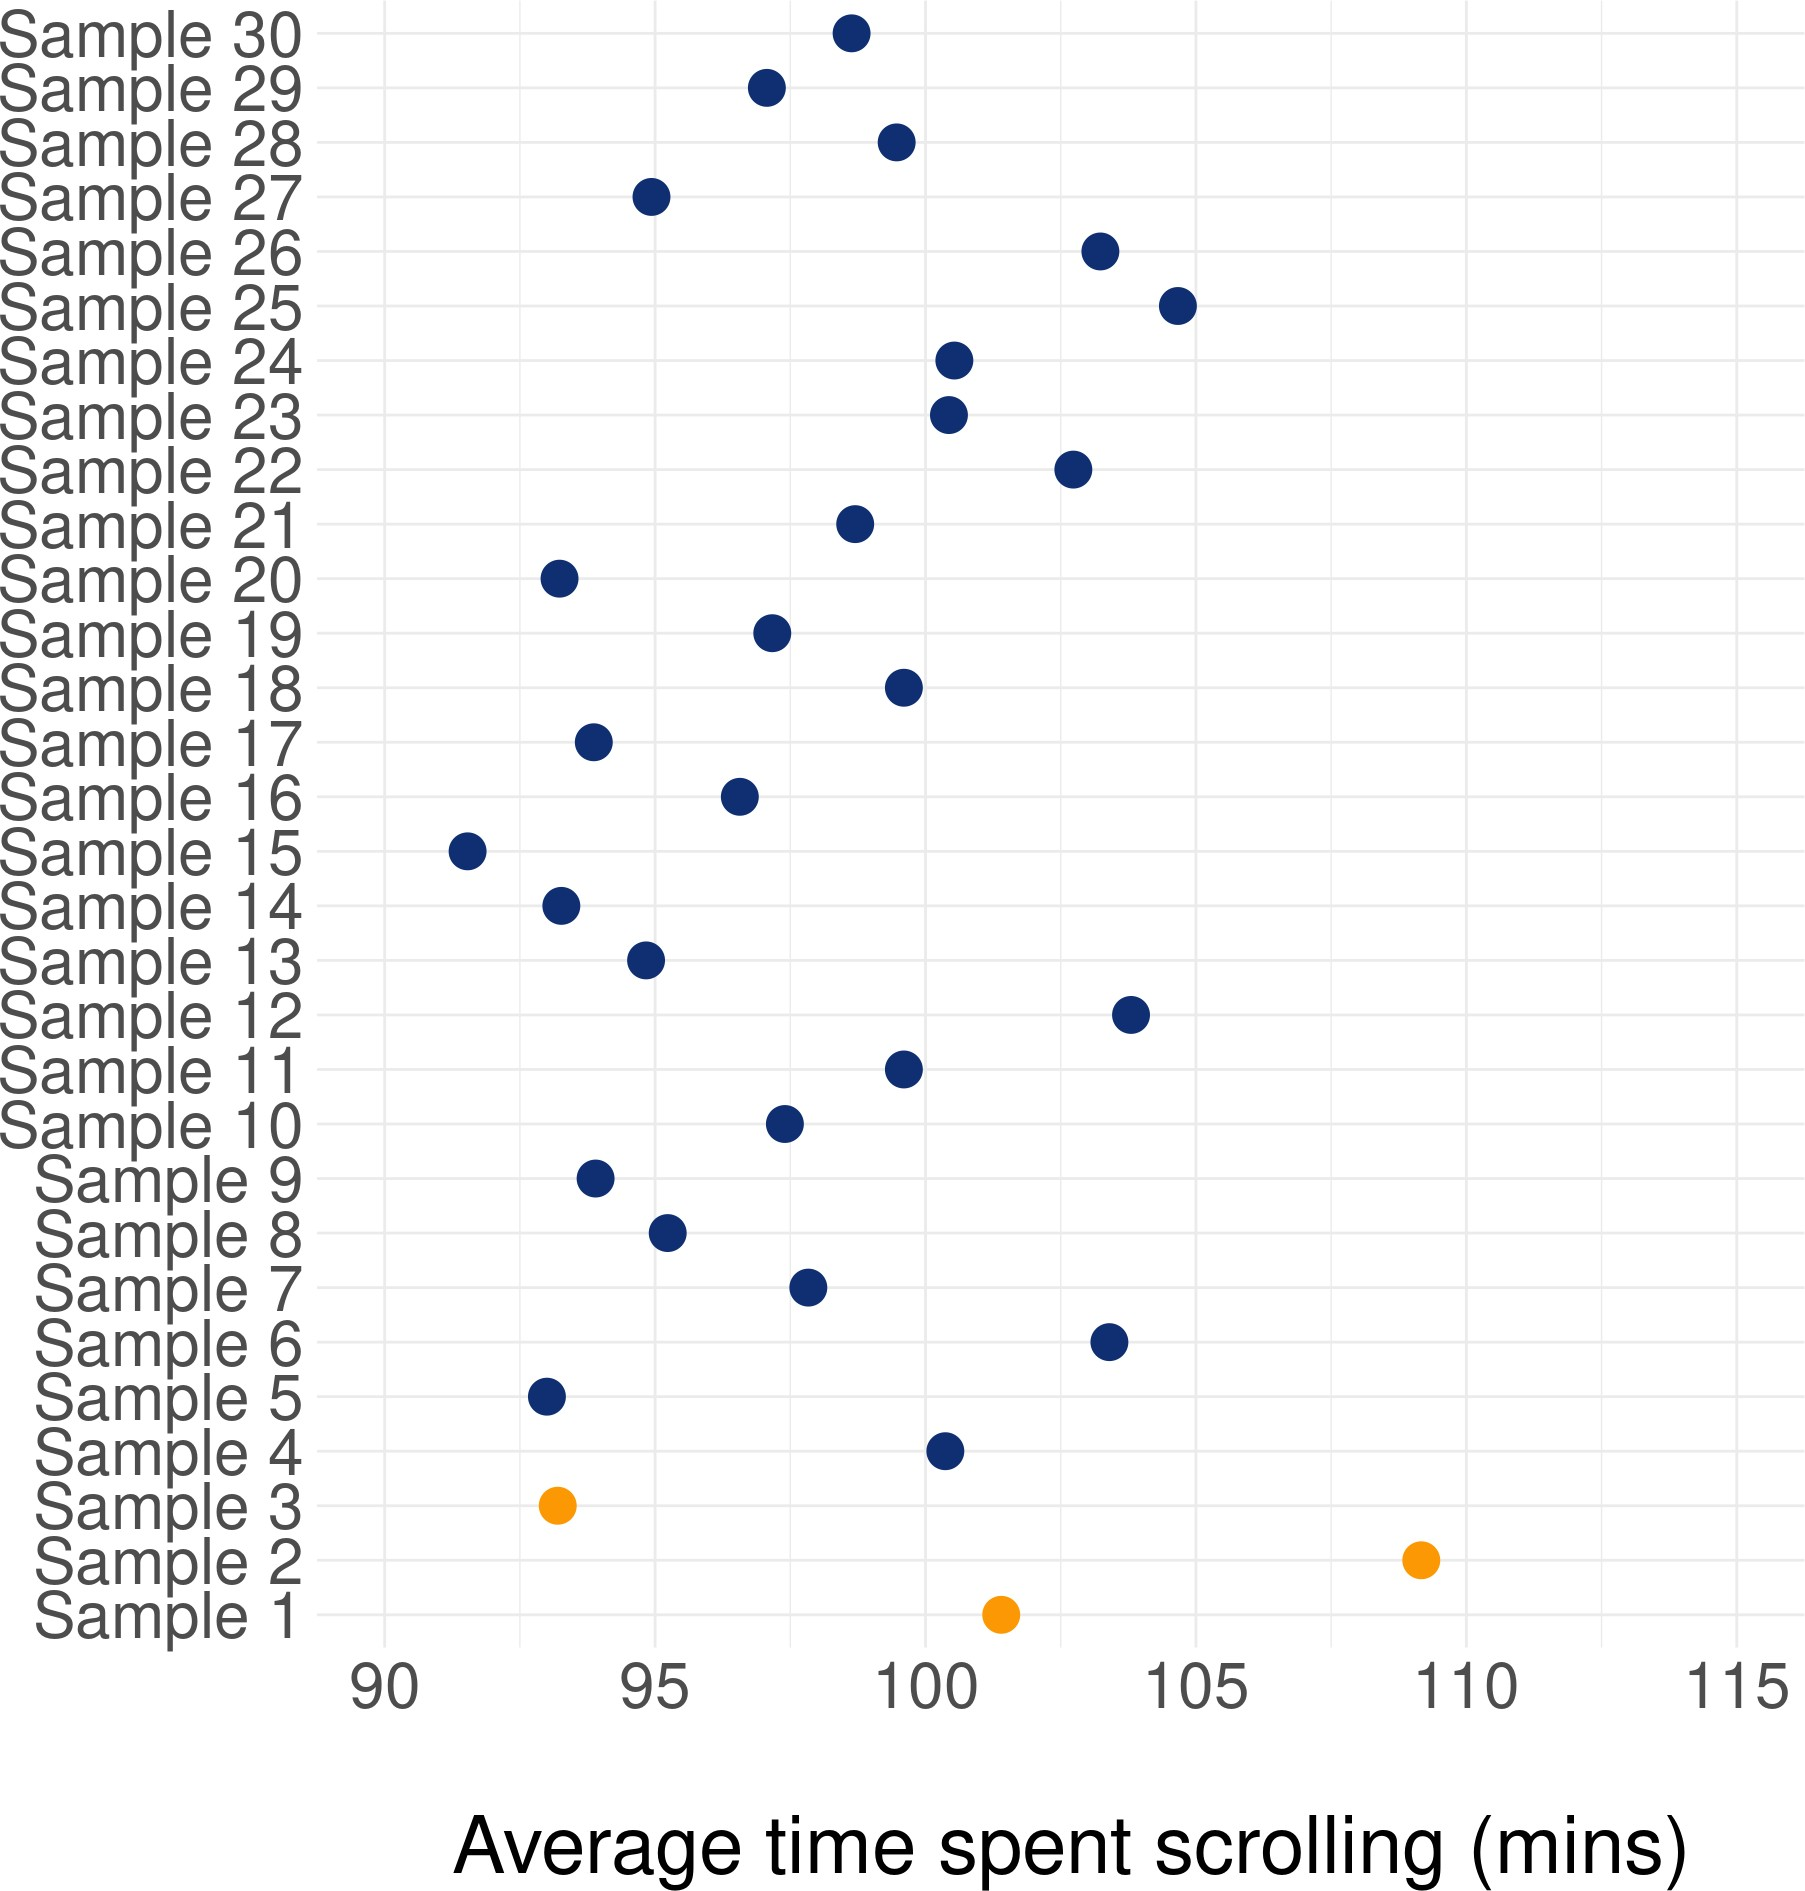 Sample 30
Sample 29
Sample 28
Sample 27
Sample 26
Sample 25
Sample 24
Sample 23
Sample 22
Sample 21
Sample 20
Sample 19
Sample 18
Sample 17
Sample 16
Sample 15
Sample 14
Sample 13
Sample 12
Sample 11
Sample 10
Sample 9
Sample 8
Sample 7
Sample 6
Sample 5
Sample 4
Sample 3
Sample 2
Sample 1
90 95 100 105 110 115
Average time spent scrolling (mins)